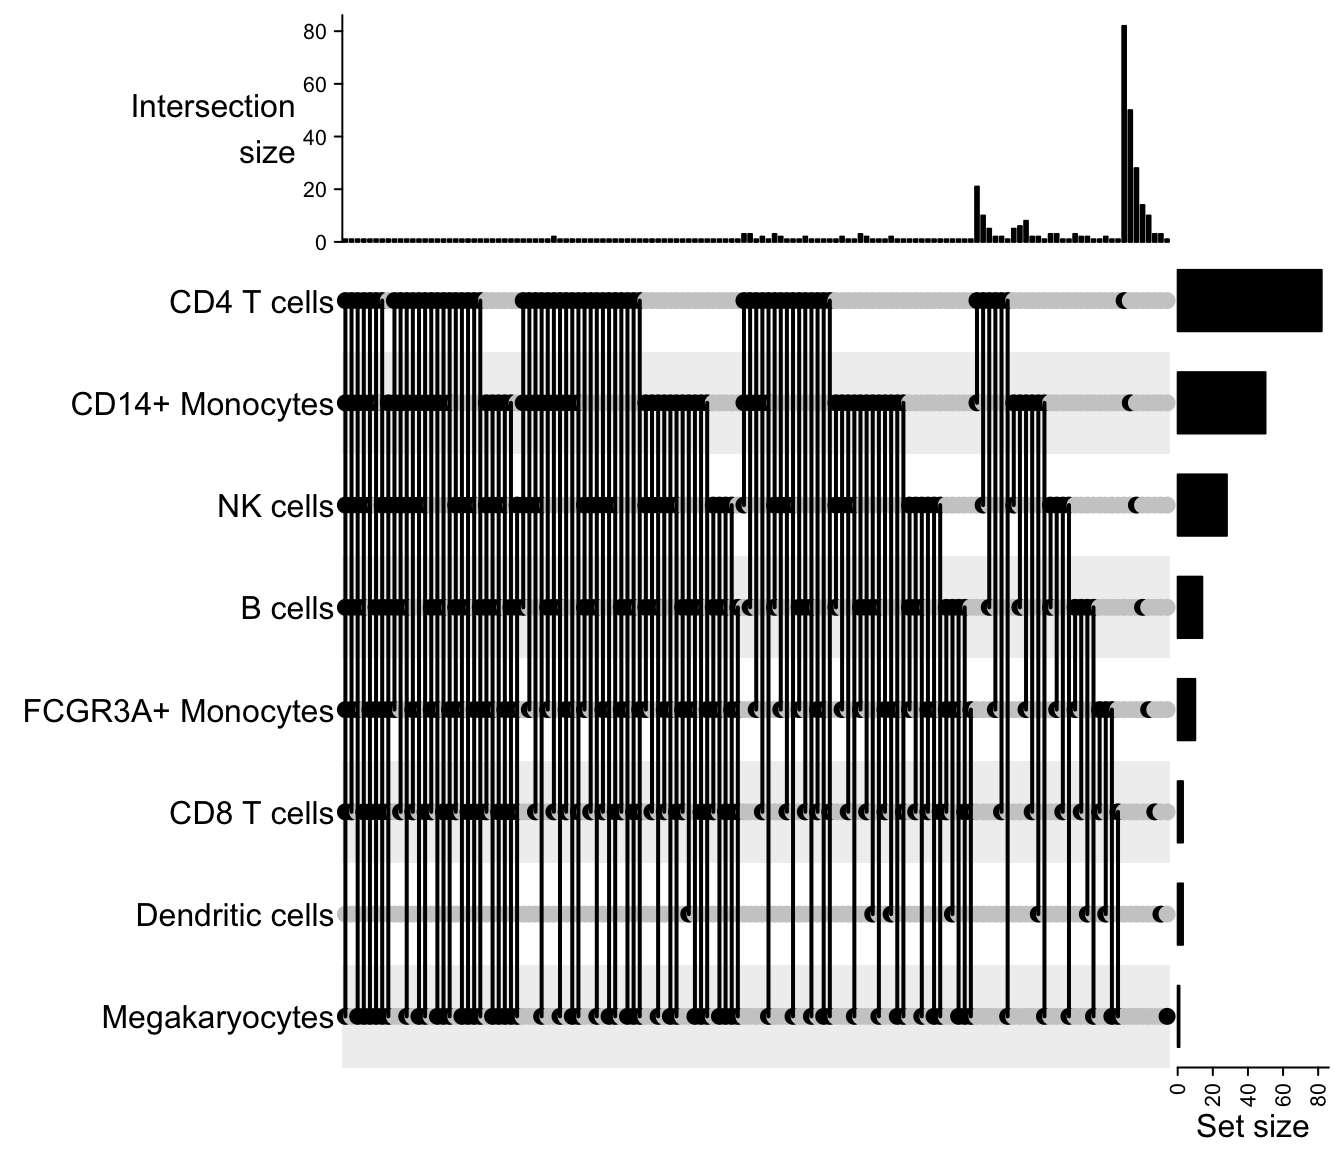 80
60
40
20
0
Intersection
size
CD4 T cells
CD14+ Monocytes
NK cells
B cells
FCGR3A+ Monocytes
CD8 T cells
Dendritic cells
Megakaryocytes
0 20 40 60 80
Set size